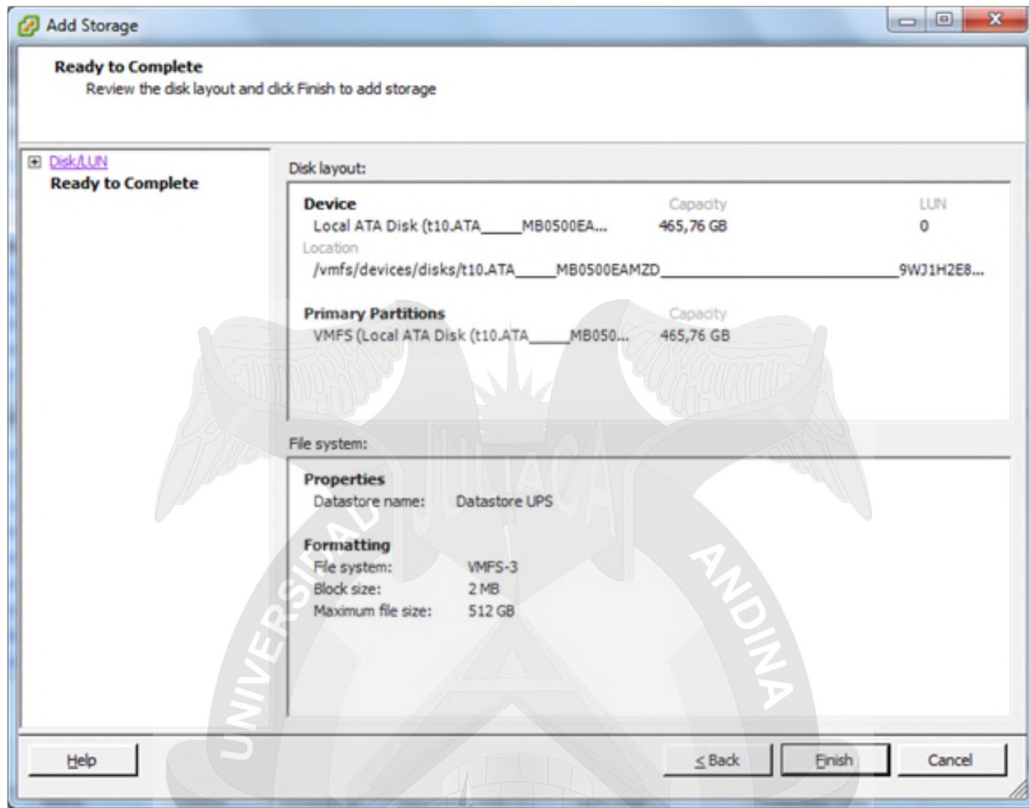 Add Storage
Ready to Complete
Review the disk layout and click Finish to add storage
Disk/LUN
Ready to Complete
Disk layout:
Device Capacity LUN
Local ATA Disk (t10.ATA_____MB0500EA... 465,76 GB 0
Location
/vmfs/devices/disks/t10.ATA_____MB0500EAMZD______________________________9WJ1H2E8...
Primary Partitions Capacity
VMFS (Local ATA Disk (t10.ATA_____MB050... 465,76 GB
File system:
Properties
Datastore name: Datastore UPS
Formatting
File system: VMFS-3
Block size: 2 MB
Maximum file size: 512 GB
UNIVERSIDAD ANDINA
JULIACA
Help < Back Finish Cancel